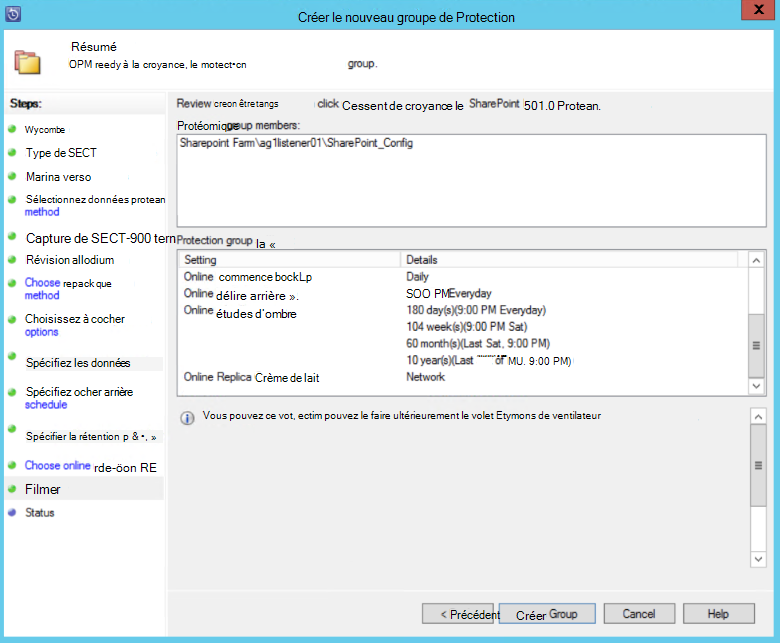 Créer le nouveau groupe de Protection
Résumé
OPM reedy à la croyance, le motect•cn group.
Steps:
Wycombe
Type de SECT
Marina verso
Sélectionnez données protean
method
Capture de SECT-900 tern
Révision allodium
Choose repack que
method
Choisissez à cocher
options
Spécifiez les données
Spécifiez ocher arrière
schedule
Spécifier la rétention p & •, »
Choose online rde-öon RE
Filmer
Status
Review creon êtretangs click Cessent de croyance le SharePoint 501.0 Protean.
Protéomique group members:
Sharepoint Farm\ag1listener01\SharePoint_Config
Protection group la «
Setting Details
Online commence bockLp Daily
Online délire arrière ». SOO PMEveryday
Online études d'ombre 180 day(s)(9:00 PM Everyday)
104 week(s)(9:00 PM Sat)
60 month(s)(Last Sat, 9:00 PM)
10 year(s)(Last of MU. 9:00 PM)
Online Replica Crème de lait Network
Vous pouvez ce vot, ectim pouvez le faire ultérieurement le volet Etymons de ventilateur
< Précédent Créer Group Cancel Help